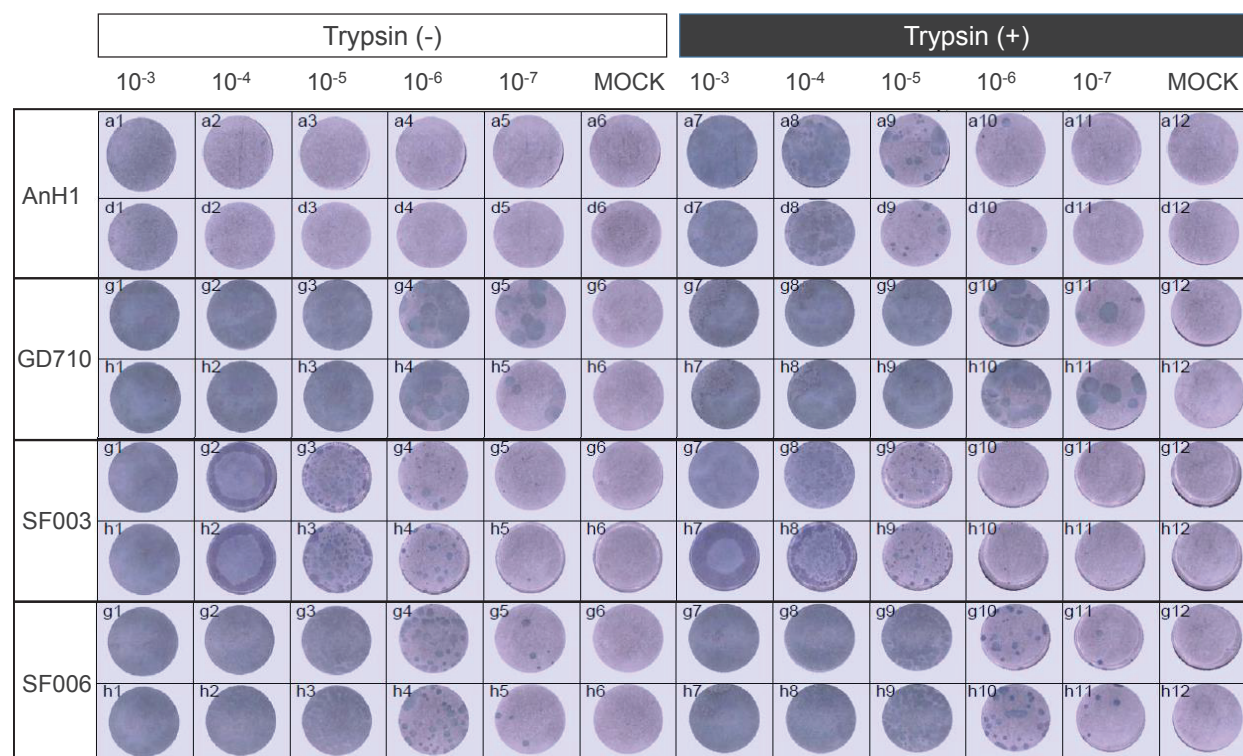 Trypsin (-) Trypsin (+)
10-3 10-4 10-5 10-6 10-7 MOCK 10-3 10-4 10-5 10-6 10-7 MOCK
a1 a2 a3 a4 a5 a6 a7 a8 a9 a10 a11 a12
AnH1
d1 d2 d3 d4 d5 d6 d7 d8 d9 d10 d11 d12
g1 g2 g3 g4 g5 g6 g7 g8 g9 g10 g11 g12
GD710
h1 h2 h3 h4 h5 h6 h7 h8 h9 h10 h11 h12
g1 g2 g3 g4 g5 g6 g7 g8 g9 g10 g11 g12
SF003
h1 h2 h3 h4 h5 h6 h7 h8 h9 h10 h11 h12
g1 g2 g3 g4 g5 g6 g7 g8 g9 g10 g11 g12
SF006
h1 h2 h3 h4 h5 h6 h7 h8 h9 h10 h11 h12